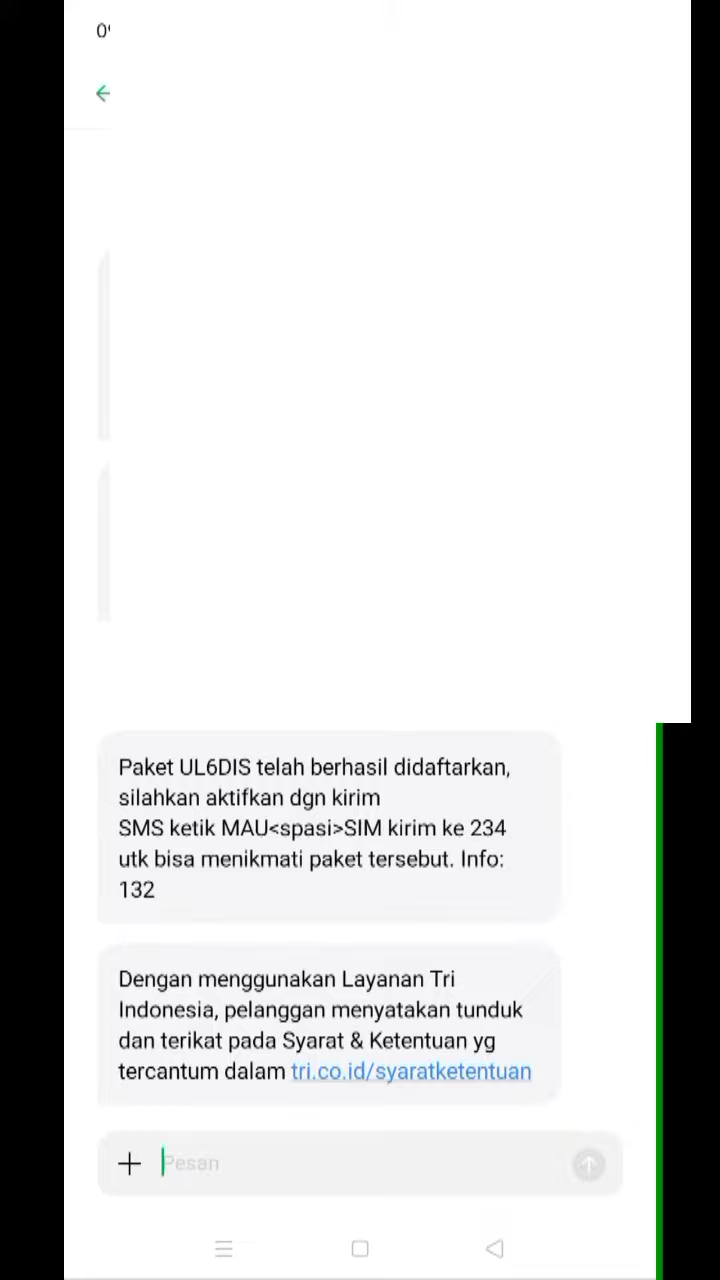 Paket UL6DIS telah berhasil didaftarkan,
silahkan aktifkan dgn kirim
SMS ketik MAU<spasi>SIM kirim ke 234
utk bisa menikmati paket tersebut. Info:
132
Dengan menggunakan Layanan Tri
Indonesia, pelanggan menyatakan tunduk
dan terikat pada Syarat & Ketentuan yg
tercantum dalam tri.co.id/syaratketentuan
Pesan